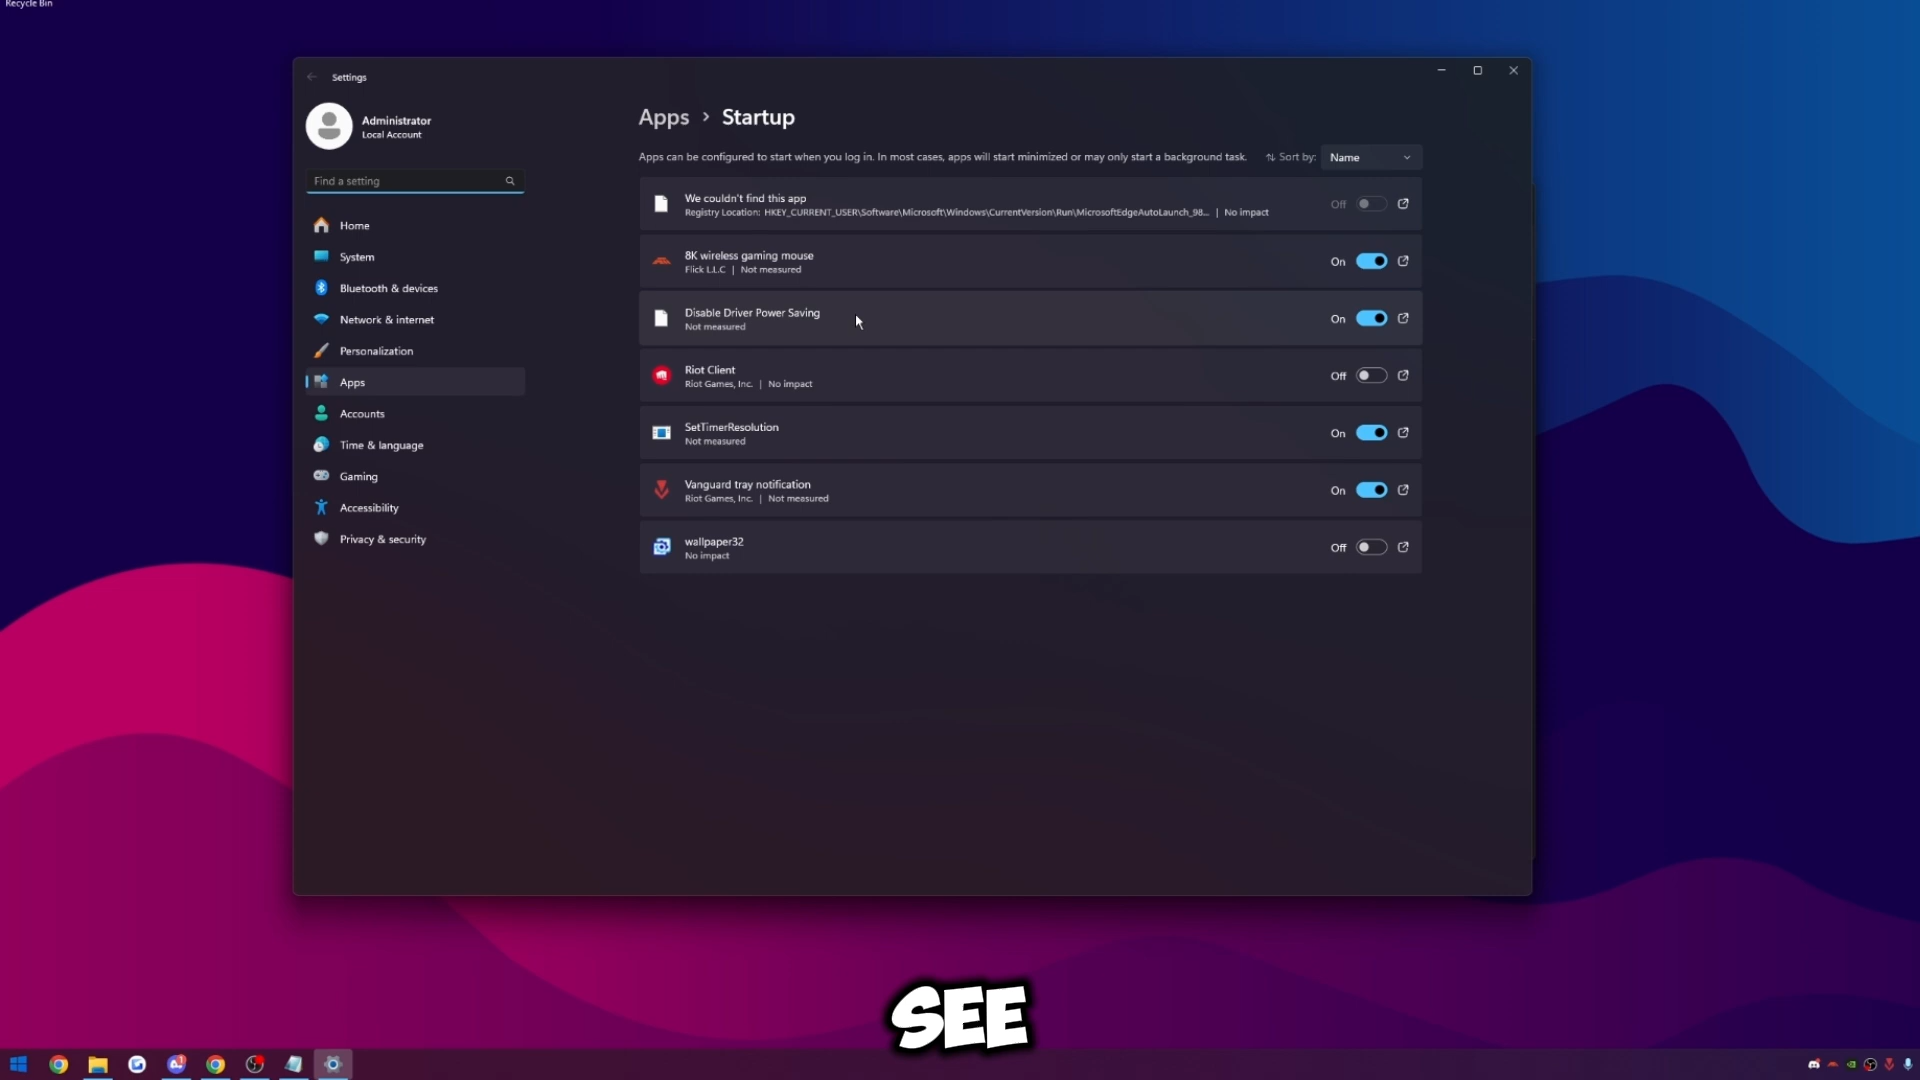 Recycle Bin
Settings
Administrator
Local Account
Find a setting
Home
System
Bluetooth & devices
Network & internet
Personalization
Apps
Accounts
Time & language
Gaming
Accessibility
Privacy & security
Apps › Startup
Apps can be configured to start when you log in. In most cases, apps will start minimized or may only start a background task.
Sort by: Name
We couldn't find this app
Registry Location: HKEY_CURRENT_USER\Software\Microsoft\Windows\CurrentVersion\Run\MicrosoftEdgeAutoLaunch_98... | No impact
Off
8K wireless gaming mouse
Flick L.L.C | Not measured
On
Disable Driver Power Saving
Not measured
On
Riot Client
Riot Games, Inc. | No impact
Off
SetTimerResolution
Not measured
On
Vanguard tray notification
Riot Games, Inc. | Not measured
On
wallpaper32
No impact
Off
SEE